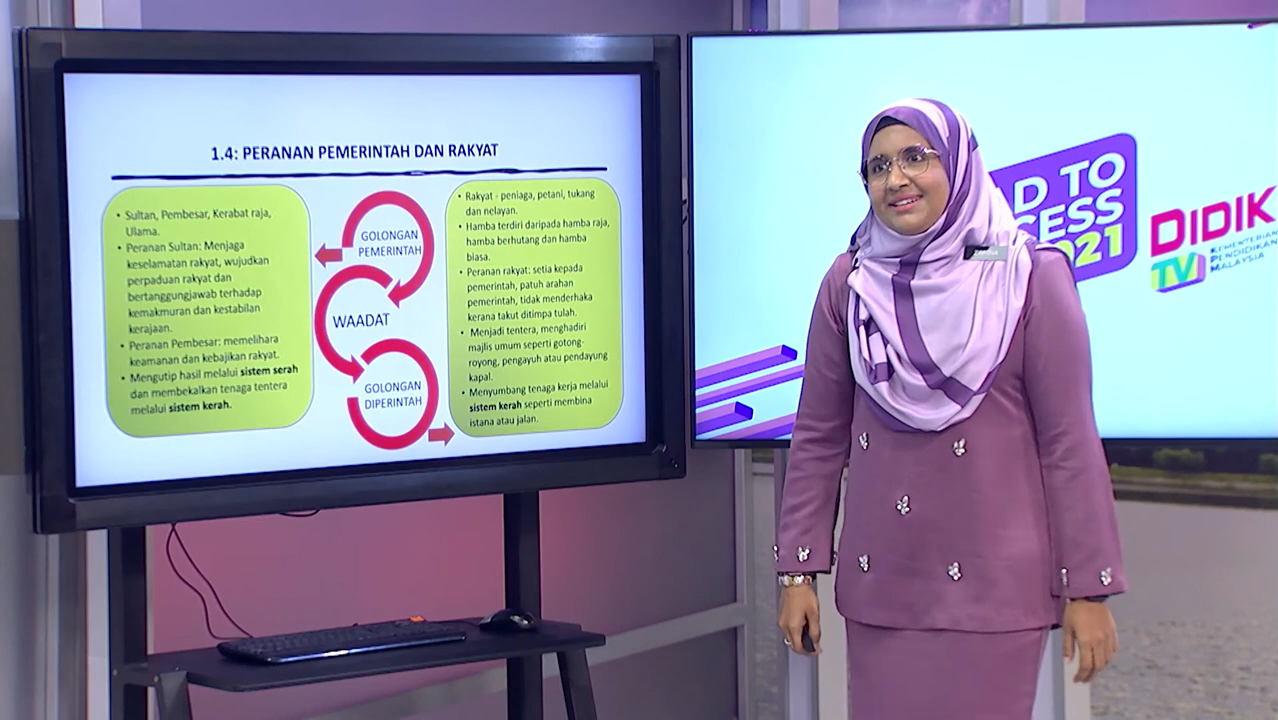 1.4: PERANAN PEMERINTAH DAN RAKYAT
• Sultan, Pembesar, Kerabat raja,
Ulama.
• Peranan Sultan: Menjaga
keselamatan rakyat, wujudkan
perpaduan rakyat dan
bertanggungjawab terhadap
kemakmuran dan kestabilan
kerajaan.
• Peranan Pembesar: memelihara
keamanan dan kebajikan rakyat.
• Mengutip hasil melalui sistem serah
dan membekalkan tenaga tentera
melalui sistem kerah.
GOLONGAN
PEMERINTAH
WAADAT
GOLONGAN
DIPERINTAH
• Rakyat - peniaga, petani, tukang
dan nelayan.
• Hamba terdiri daripada hamba raja,
hamba berhutang dan hamba
biasa.
• Peranan rakyat: setia kepada
pemerintah, patuh arahan
pemerintah, tidak menderhaka
kerana takut ditimpa tulah.
• Menjadi tentera, menghadiri
majlis umum seperti gotong-
royong, pengayuh atau pendayung
kapal.
• Menyumbang tenaga kerja melalui
sistem kerah seperti membina
istana atau jalan.
AD TO
CESS
021
DIDIK
TV
KEMENTERIAN
PENDIDIKAN
MALAYSIA